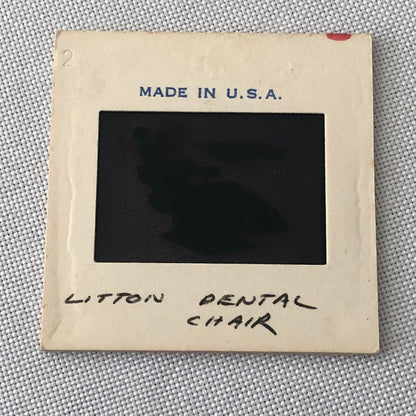 2
MADE IN U.S.A.
LITTON DENTAL
CHAIR